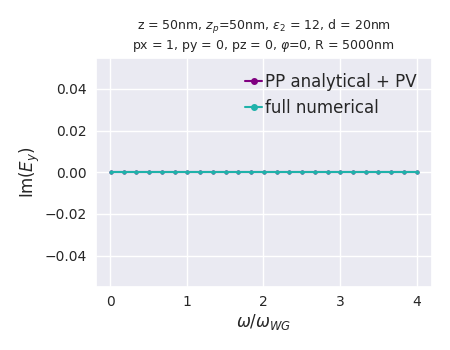 z = 50nm, z_p=50nm, ε₂ = 12, d = 20nm
px = 1, py = 0, pz = 0, φ=0, R = 5000nm
PP analytical + PV
full numerical
Im(E_y)
0.04
0.02
0.00
−0.02
−0.04
0 1 2 3 4
ω/ω_WG